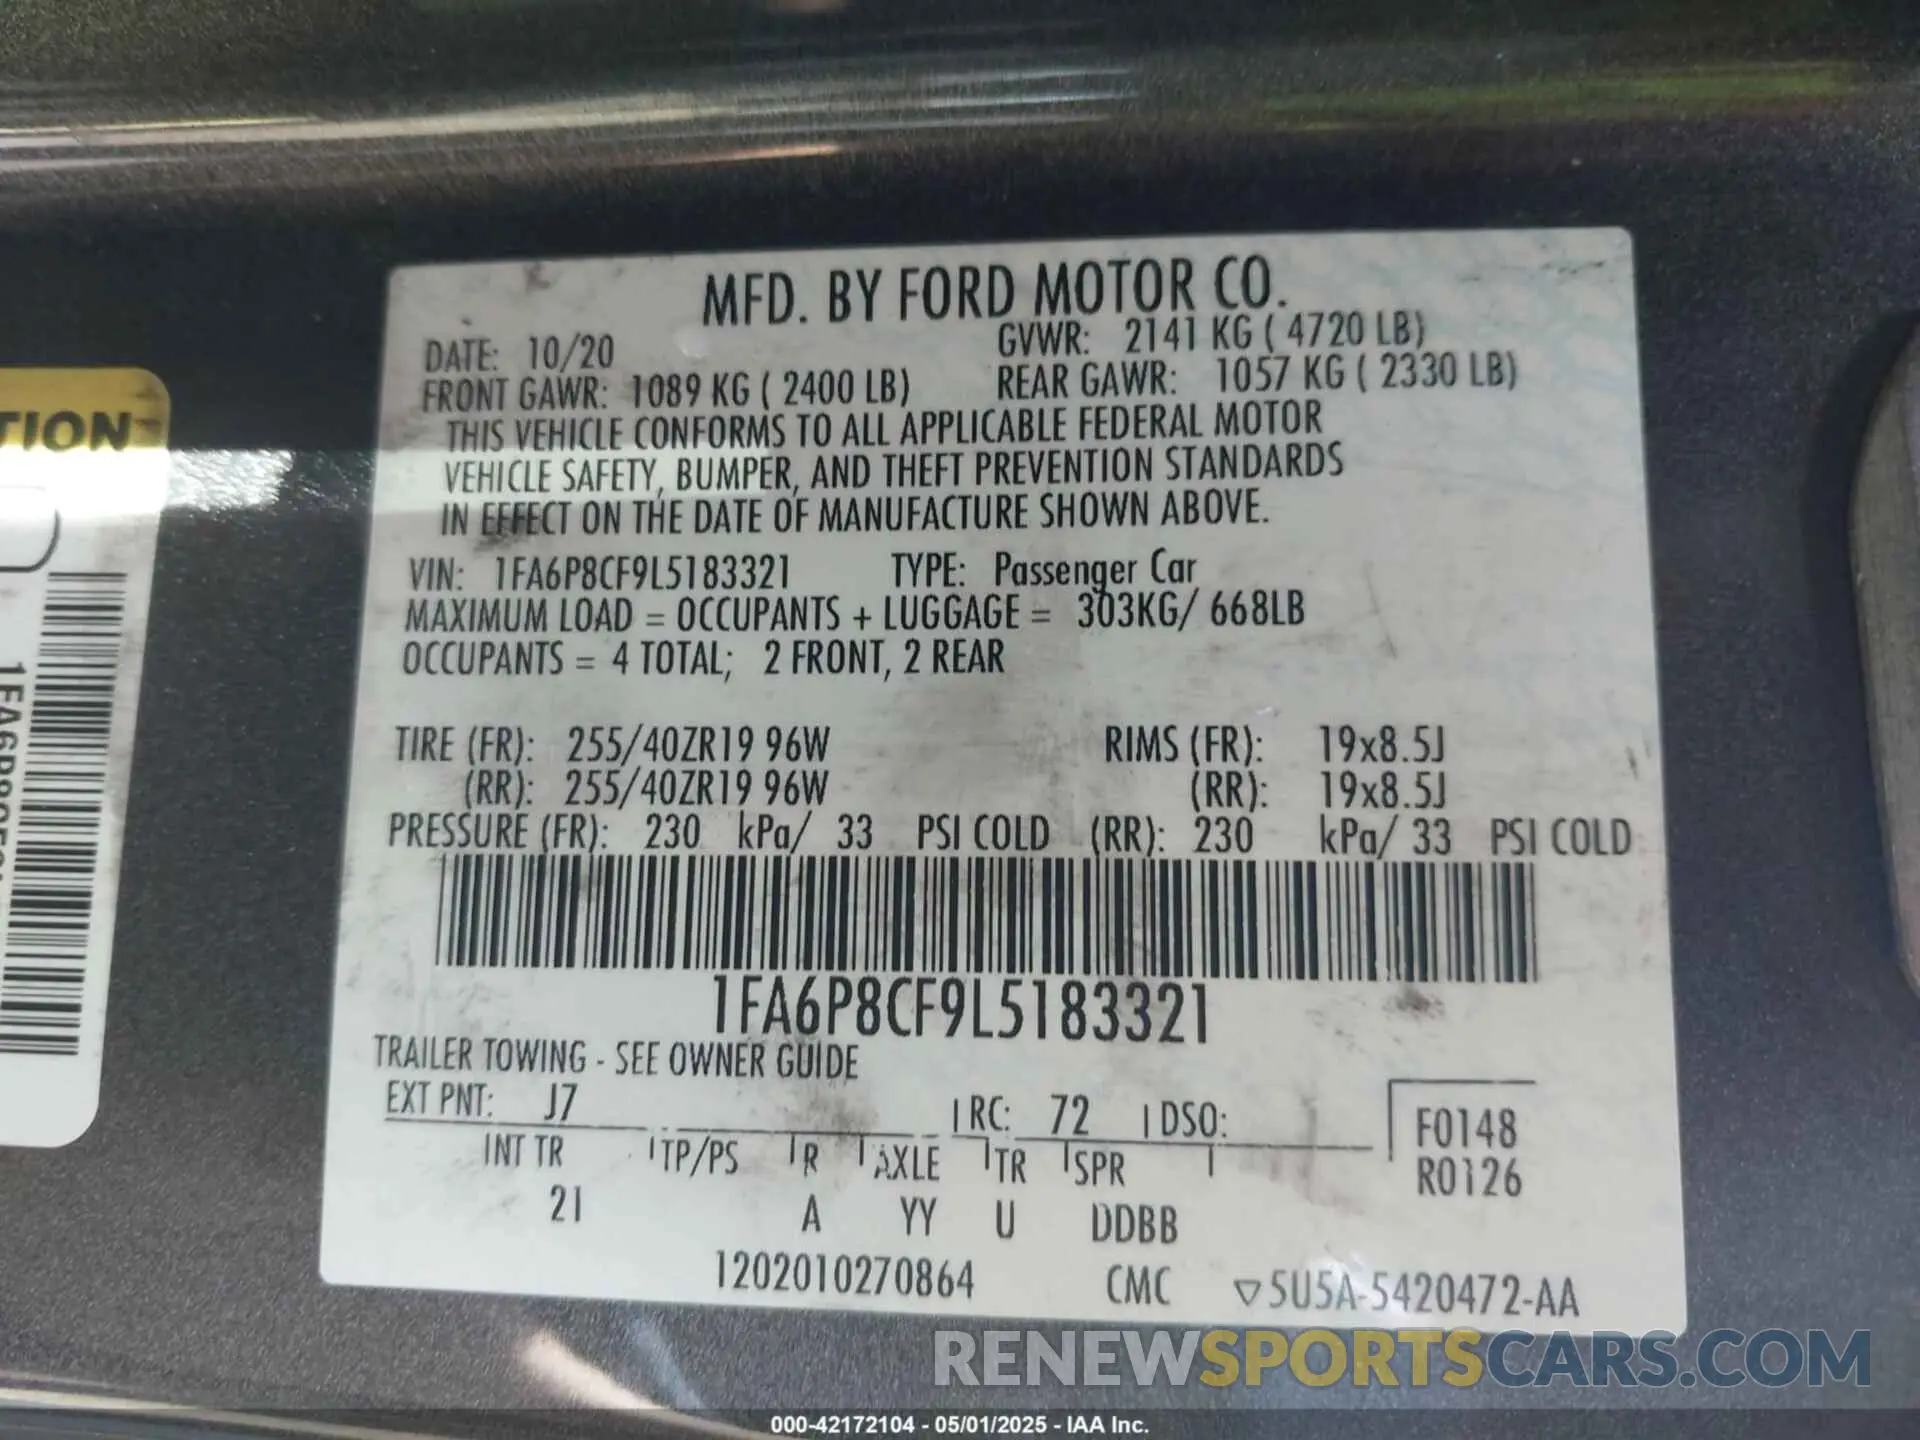 MFD. BY FORD MOTOR CO.
DATE: 10/20 GVWR: 2141 KG ( 4720 LB)
FRONT GAWR: 1089 KG ( 2400 LB) REAR GAWR: 1057 KG ( 2330 LB)
THIS VEHICLE CONFORMS TO ALL APPLICABLE FEDERAL MOTOR
VEHICLE SAFETY, BUMPER, AND THEFT PREVENTION STANDARDS
IN EFFECT ON THE DATE OF MANUFACTURE SHOWN ABOVE.
VIN: 1FA6P8CF9L5183321 TYPE: Passenger Car
MAXIMUM LOAD = OCCUPANTS + LUGGAGE = 303KG/ 668LB
OCCUPANTS = 4 TOTAL; 2 FRONT, 2 REAR
TIRE (FR): 255/40ZR19 96W RIMS (FR): 19x8.5J
(RR): 255/40ZR19 96W (RR): 19x8.5J
PRESSURE (FR): 230 kPa/ 33 PSI COLD (RR): 230 kPa/ 33 PSI COLD
1FA6P8CF9L5183321
TRAILER TOWING - SEE OWNER GUIDE
EXT PNT: J7 RC: 72 DSO: F0148
INT TR TP/PS R AXLE TR SPR R0126
2I A YY U DDBB
1202010270864 CMC ▽5U5A-5420472-AA
TION
RENEWSPORTSCARS.COM
000-42172104 - 05/01/2025 - IAA Inc.